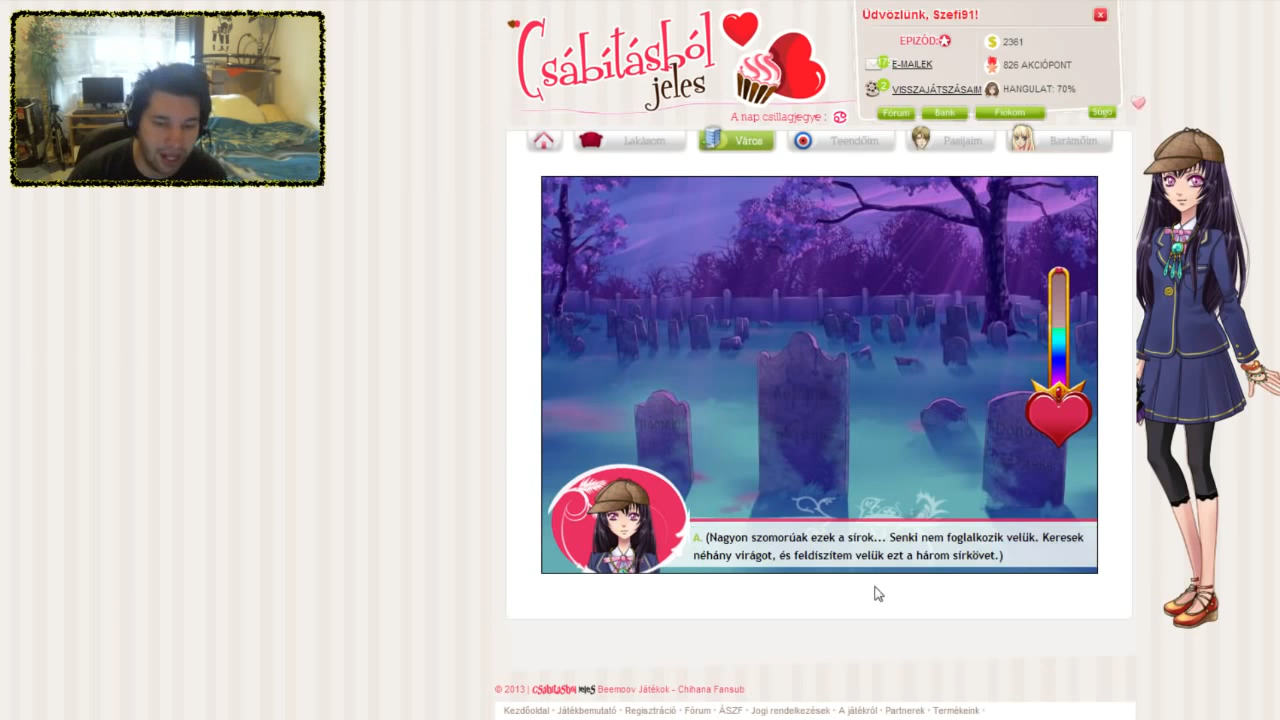 Csábításból
jeles
Üdvözlünk, Szefi91!
EPIZÓD:
2361
7 E-MAILEK
826 AKCIÓPONT
2 VISSZAJÁTSZÁSAIM
HANGULAT: 70%
Fórum Bank Fiókom Súgó
A nap csillagjegye :
Lakásom Város Teendőim Pasijaim Barátnőim
A. (Nagyon szomorúak ezek a sírok... Senki nem foglalkozik velük. Keresek
néhány virágot, és feldíszítem velük ezt a három sírkövet.)
© 2013 | Csábításból jeles Beemoov Játékok - Chihana Fansub
Kezdőoldal · Játékbemutató · Regisztráció · Fórum · ÁSZF · Jogi rendelkezések · A játékról · Partnerek · Termékeink ·